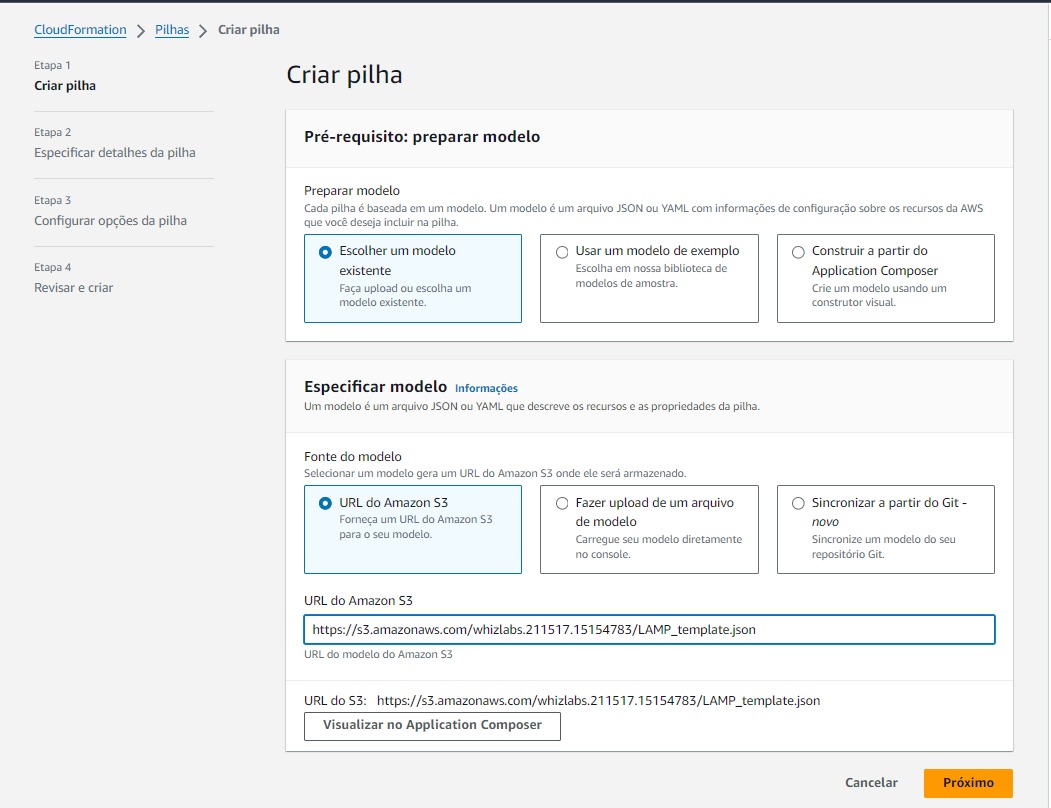 CloudFormation > Pilhas > Criar pilha
Etapa 1
Criar pilha
Etapa 2
Especificar detalhes da pilha
Etapa 3
Configurar opções da pilha
Etapa 4
Revisar e criar
Criar pilha
Pré-requisito: preparar modelo
Preparar modelo
Cada pilha é baseada em um modelo. Um modelo é um arquivo JSON ou YAML com informações de configuração sobre os recursos da AWS
que você deseja incluir na pilha.
Escolher um modelo
existente
Faça upload ou escolha um
modelo existente.
Usar um modelo de exemplo
Escolha em nossa biblioteca de
modelos de amostra.
Construir a partir do
Application Composer
Crie um modelo usando um
construtor visual.
Especificar modelo Informações
Um modelo é um arquivo JSON ou YAML que descreve os recursos e as propriedades da pilha.
Fonte do modelo
Selecionar um modelo gera um URL do Amazon S3 onde ele será armazenado.
URL do Amazon S3
Forneça um URL do Amazon S3
para o seu modelo.
Fazer upload de um arquivo
de modelo
Carregue seu modelo diretamente
no console.
Sincronizar a partir do Git -
novo
Sincronize um modelo do seu
repositório Git.
URL do Amazon S3
https://s3.amazonaws.com/whizlabs.211517.15154783/LAMP_template.json
URL do modelo do Amazon S3
URL do S3: https://s3.amazonaws.com/whizlabs.211517.15154783/LAMP_template.json
Visualizar no Application Composer
Cancelar
Próximo